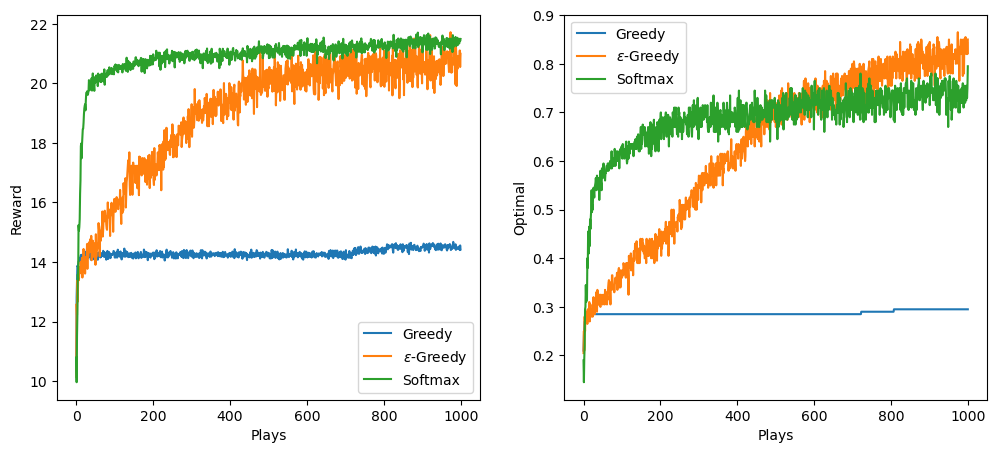 22
20
18
16
14
12
10
Reward
0 200 400 600 800 1000
Plays
Greedy
ε-Greedy
Softmax
0.9
0.8
0.7
0.6
0.5
0.4
0.3
0.2
Optimal
0 200 400 600 800 1000
Plays
Greedy
ε-Greedy
Softmax